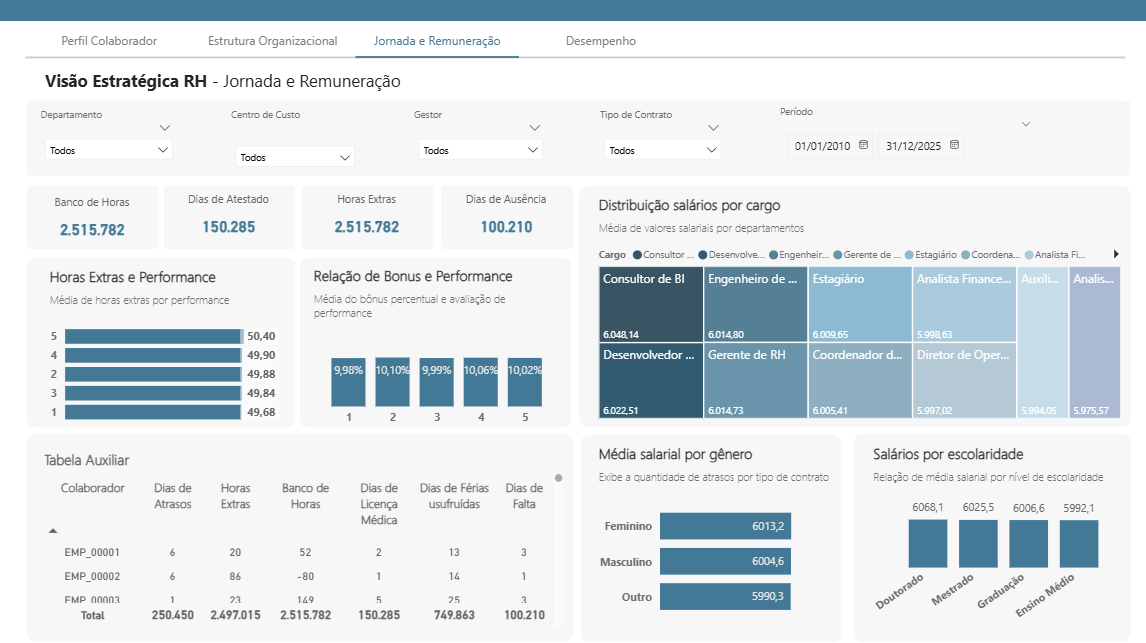 Perfil Colaborador Estrutura Organizacional Jornada e Remuneração Desempenho
Visão Estratégica RH - Jornada e Remuneração
Departamento Centro de Custo Gestor Tipo de Contrato Período
Todos Todos Todos Todos 01/01/2010 31/12/2025
Banco de Horas
2.515.782
Dias de Atestado
150.285
Horas Extras
2.515.782
Dias de Ausência
100.210
Distribuição salários por cargo
Média de valores salariais por departamentos
Cargo Consultor ... Desenvolve... Engenheir... Gerente de ... Estagiário Coordena... Analista Fi...
Consultor de BI Engenheiro de ... Estagiário Analista Finance... Auxili... Analis...
6.048,14 6.014,80 6.009,65 5.998,63
Desenvolvedor ... Gerente de RH Coordenador d... Diretor de Oper...
6.022,51 6.014,73 6.005,41 5.997,02 5.994,05 5.975,57
Horas Extras e Performance
Média de horas extras por performance
5 50,40
4 49,90
2 49,88
3 49,84
1 49,68
Relação de Bonus e Performance
Média do bônus percentual e avaliação de
performance
9,98% 10,10% 9,99% 10,06% 10,02%
1 2 3 4 5
Tabela Auxiliar
Colaborador Dias de Horas Banco de Dias de Dias de Férias Dias de
Atrasos Extras Horas Licença usufruídas Falta
Médica
EMP_00001 6 20 52 2 13 3
EMP_00002 6 86 -80 1 14 1
EMP_00003 1 23 149 5 25 3
Total 250.450 2.497.015 2.515.782 150.285 749.863 100.210
Média salarial por gênero
Exibe a quantidade de atrasos por tipo de contrato
Feminino 6013,2
Masculino 6004,6
Outro 5990,3
Salários por escolaridade
Relação de média salarial por nível de escolaridade
6068,1 6025,5 6006,6 5992,1
Doutorado Mestrado Graduação Ensino Médio